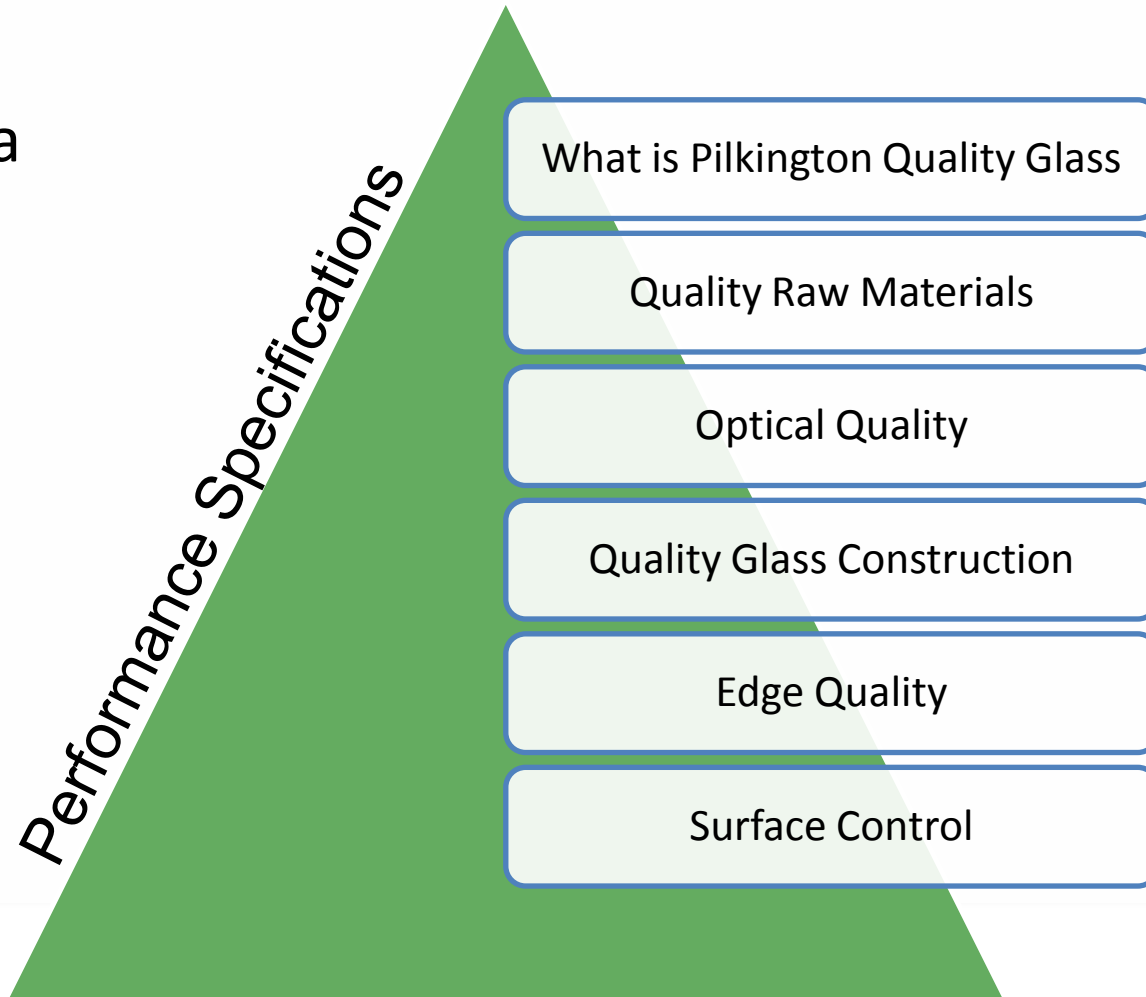 a
Performance Specifications
What is Pilkington Quality Glass
Quality Raw Materials
Optical Quality
Quality Glass Construction
Edge Quality
Surface Control